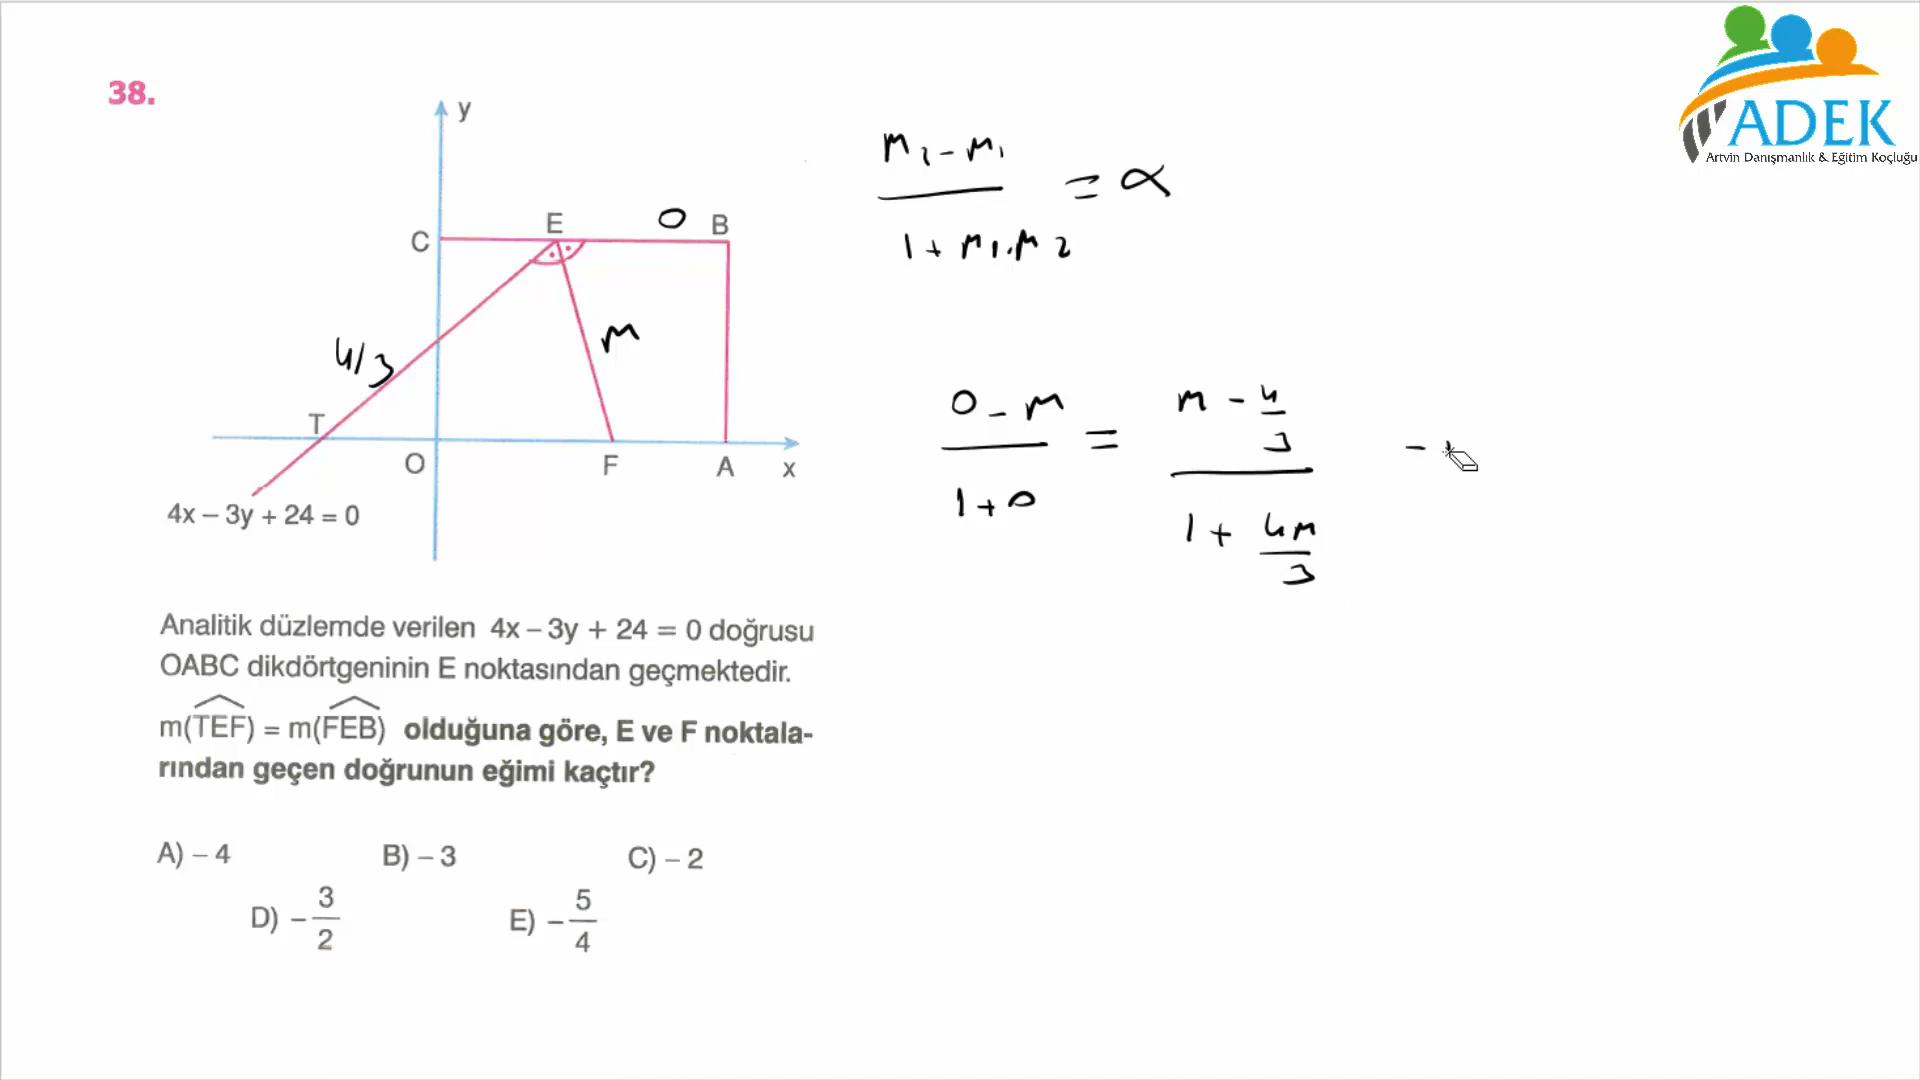 38.
y
C
E
0
B
4/3
m
T
O
F
A
x
4x – 3y + 24 = 0
Analitik düzlemde verilen 4x – 3y + 24 = 0 doğrusu
OABC dikdörtgeninin E noktasından geçmektedir.
m(TEF) = m(FEB) olduğuna göre, E ve F noktala-
rından geçen doğrunun eğimi kaçtır?
A) – 4
B) – 3
C) – 2
D) – 3/2
E) – 5/4
m2 – m1
1 + m1.m2
= α
0 – m
1 + 0
=
m – 4/3
1 + 4m/3
–
ADEK
Artvin Danışmanlık & Eğitim Koçluğu